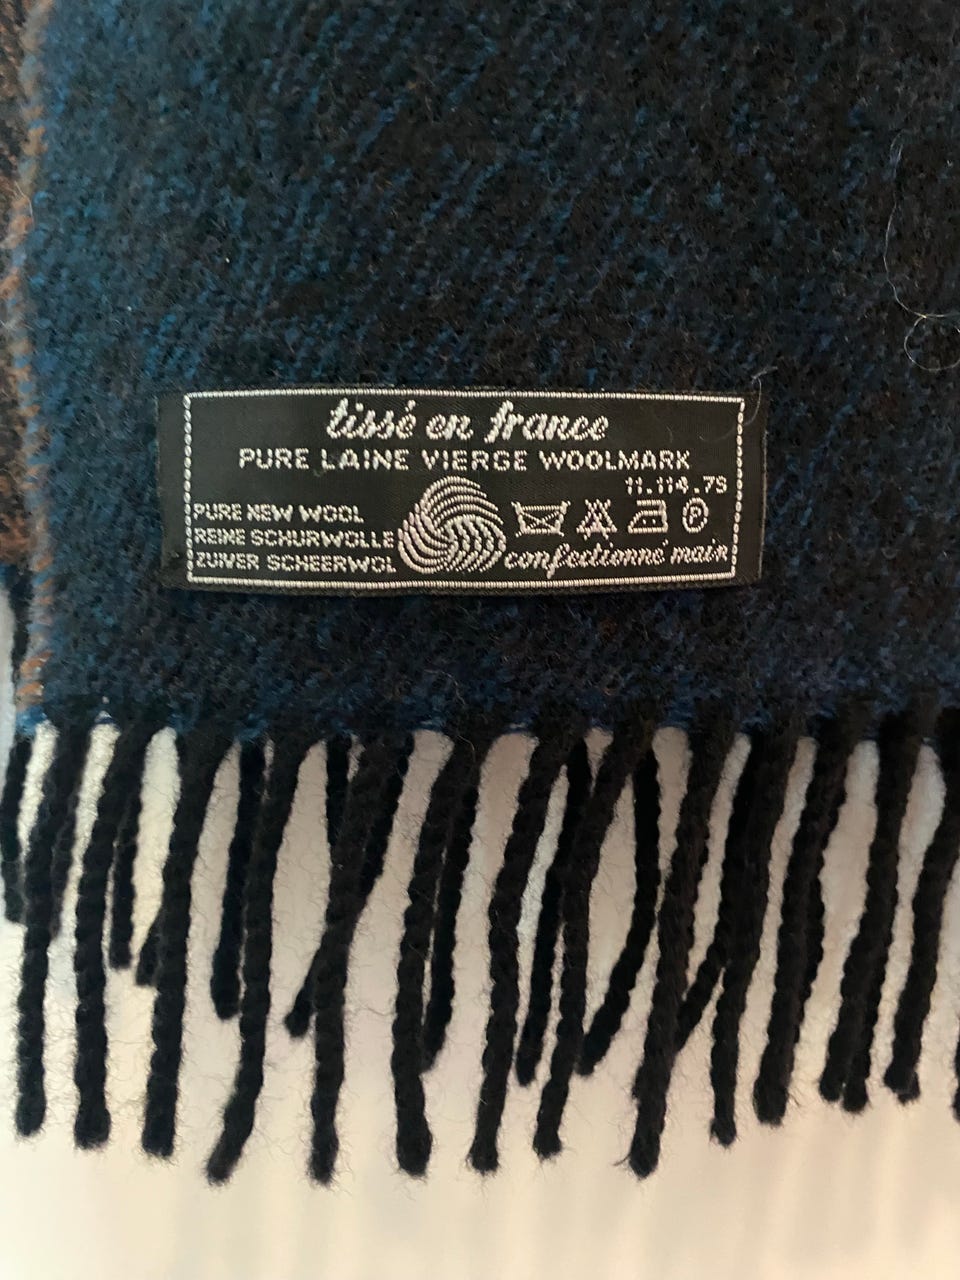 tissé en france
PURE LAINE VIERGE WOOLMARK
11.114.79
PURE NEW WOOL
REINE SCHURWOLLE
ZUIVER SCHEERWOL
P
confectionné main